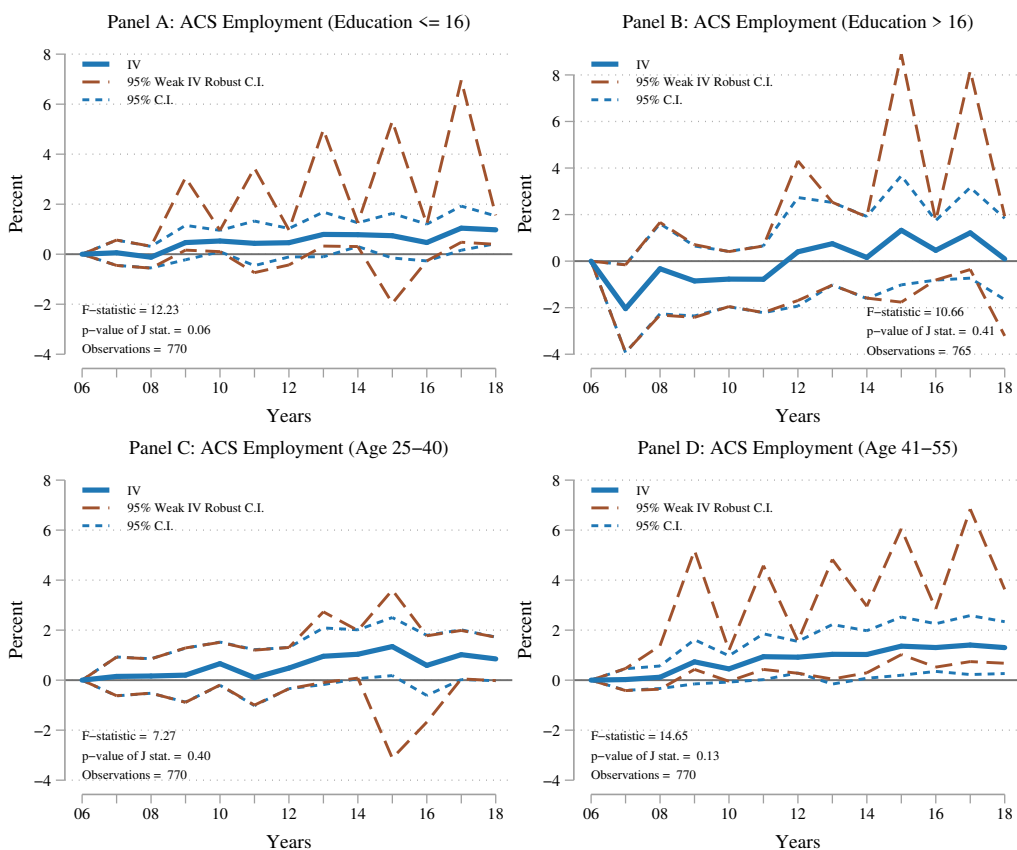 Panel A: ACS Employment (Education <= 16)
8
6
4
2
0
−2
−4
Percent
IV
95% Weak IV Robust C.I.
95% C.I.
F−statistic = 12.23
p−value of J stat. = 0.06
Observations = 770
06 08 10 12 14 16 18
Years
Panel B: ACS Employment (Education > 16)
8
6
4
2
0
−2
−4
Percent
IV
95% Weak IV Robust C.I.
95% C.I.
F−statistic = 10.66
p−value of J stat. = 0.41
Observations = 765
06 08 10 12 14 16 18
Years
Panel C: ACS Employment (Age 25−40)
8
6
4
2
0
−2
−4
Percent
IV
95% Weak IV Robust C.I.
95% C.I.
F−statistic = 7.27
p−value of J stat. = 0.40
Observations = 770
06 08 10 12 14 16 18
Years
Panel D: ACS Employment (Age 41−55)
8
6
4
2
0
−2
−4
Percent
IV
95% Weak IV Robust C.I.
95% C.I.
F−statistic = 14.65
p−value of J stat. = 0.13
Observations = 770
06 08 10 12 14 16 18
Years